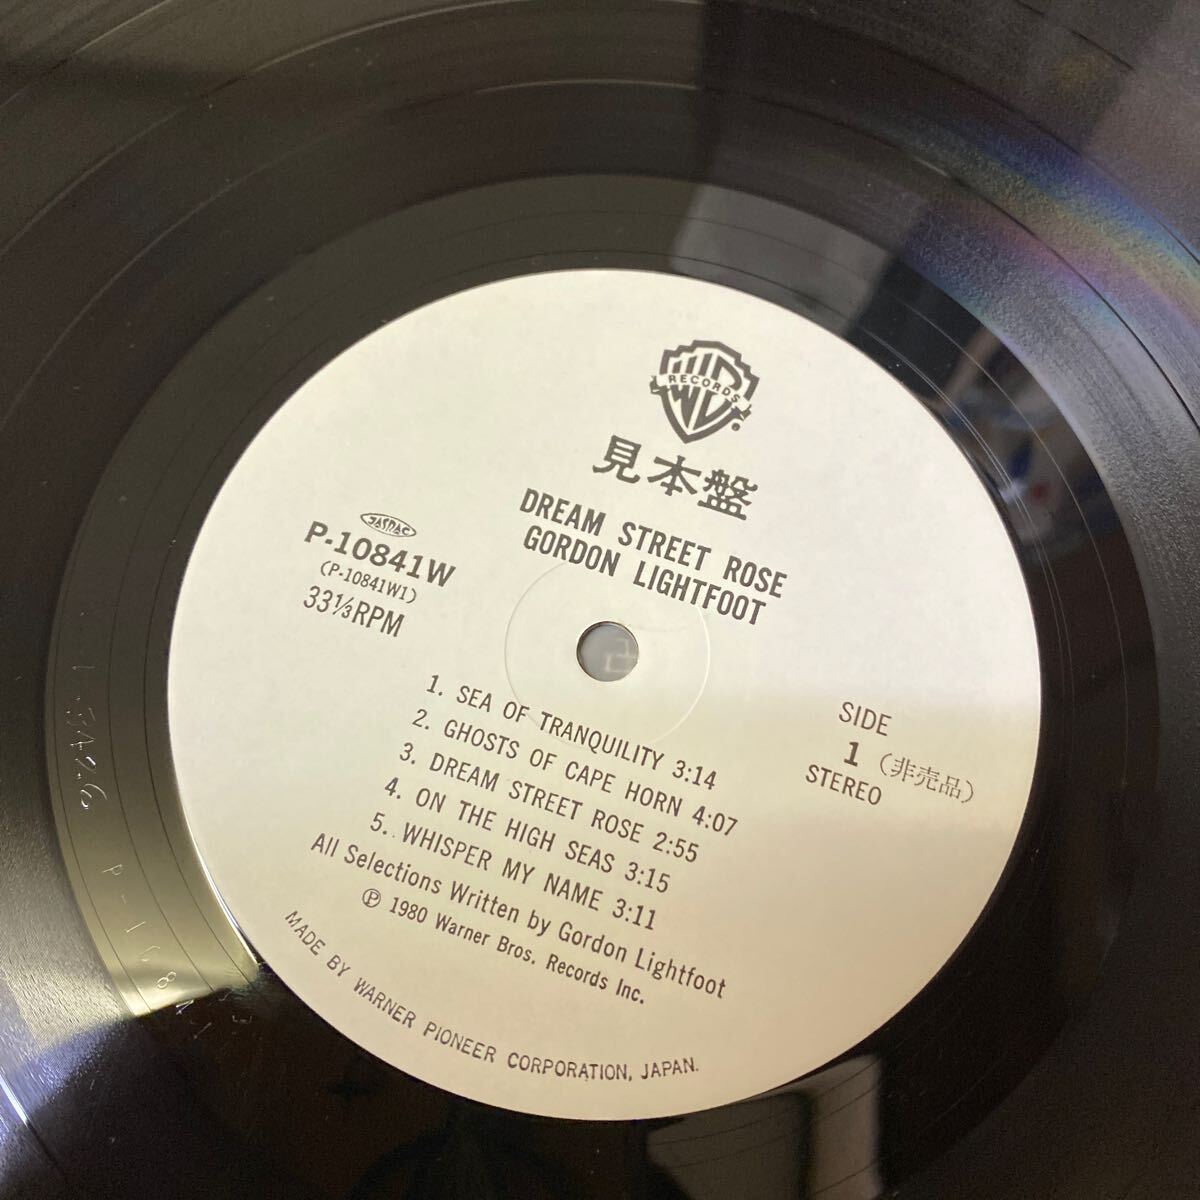 RECORDS
見本盤
DREAM STREET ROSE
GORDON LIGHTFOOT
JASRAC
P-10841W
(P-10841W1)
33⅓RPM
SIDE
1 (非売品)
STEREO
1. SEA OF TRANQUILITY 3:14
2. GHOSTS OF CAPE HORN 4:07
3. DREAM STREET ROSE 2:55
4. ON THE HIGH SEAS 3:15
5. WHISPER MY NAME 3:11
All Selections Written by Gordon Lightfoot
Ⓟ 1980 Warner Bros. Records Inc.
MADE BY WARNER PIONEER CORPORATION, JAPAN.